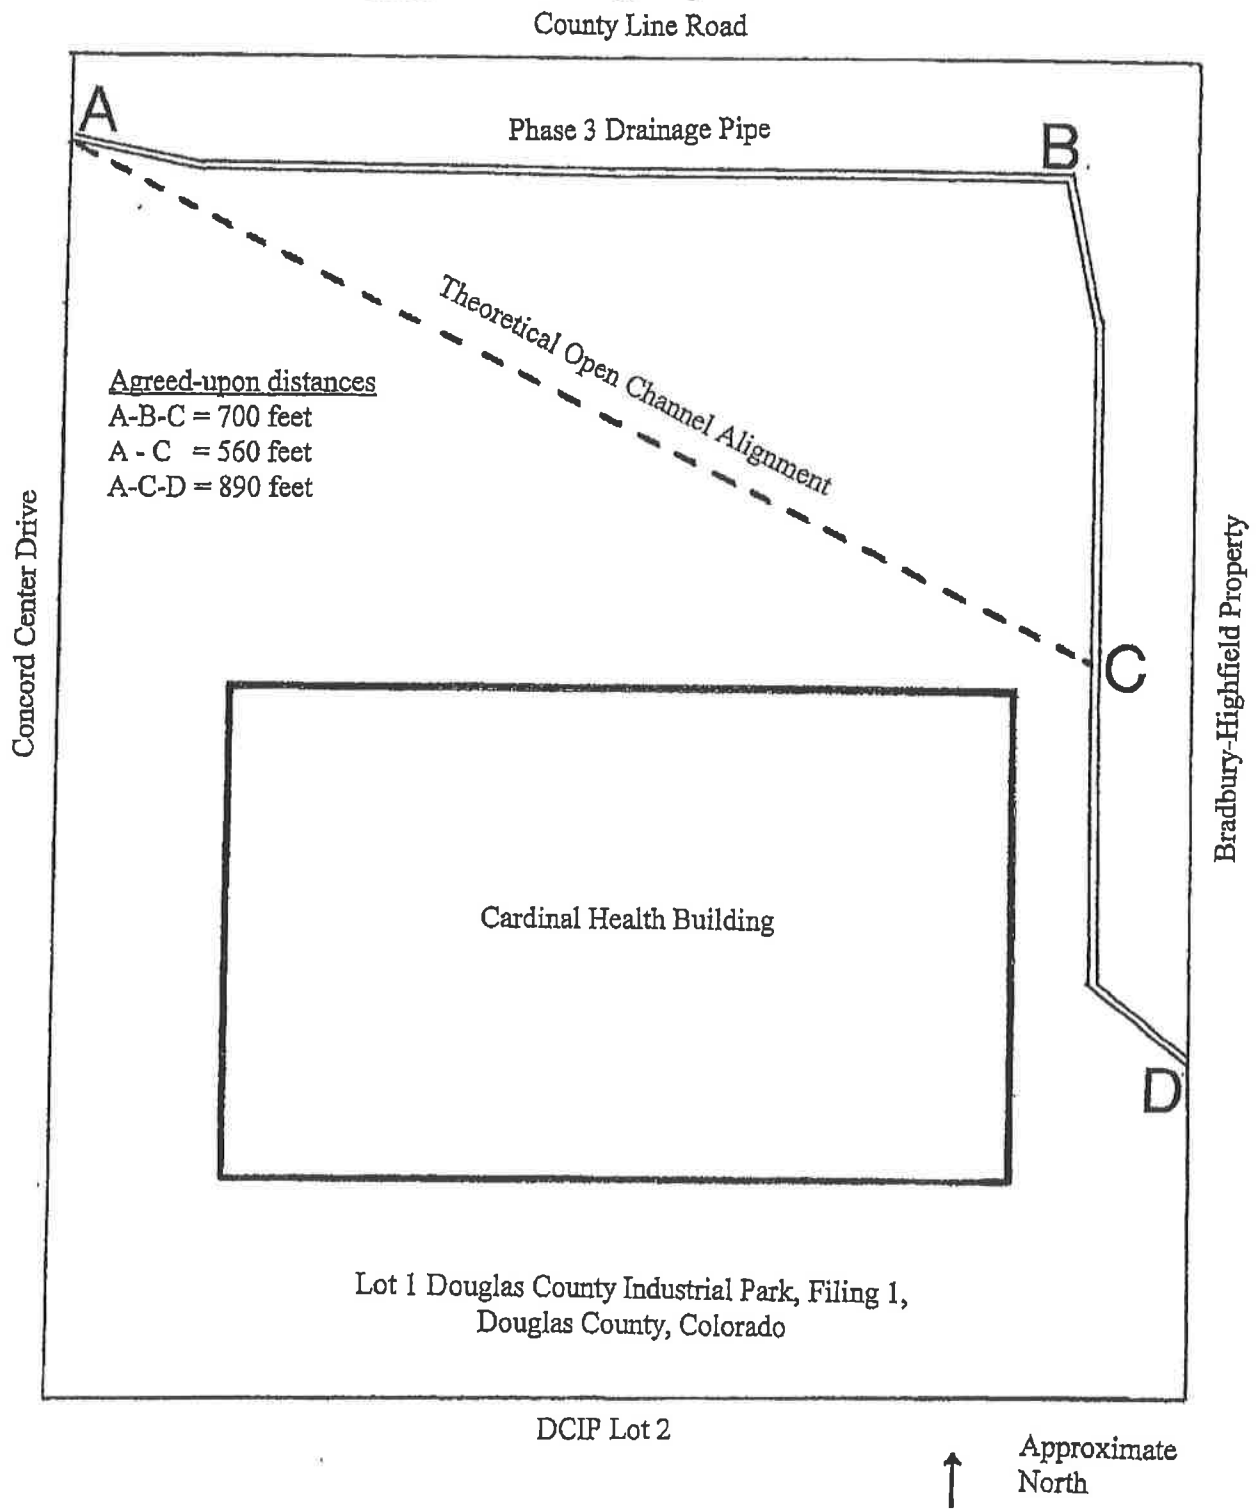 County Line Road
A
Phase 3 Drainage Pipe
B
Theoretical Open Channel Alignment
Agreed-upon distances
A-B-C = 700 feet
A - C = 560 feet
A-C-D = 890 feet
Concord Center Drive
Bradbury-Highfield Property
C
Cardinal Health Building
D
Lot 1 Douglas County Industrial Park, Filing 1,
Douglas County, Colorado
DCIP Lot 2
Approximate
North